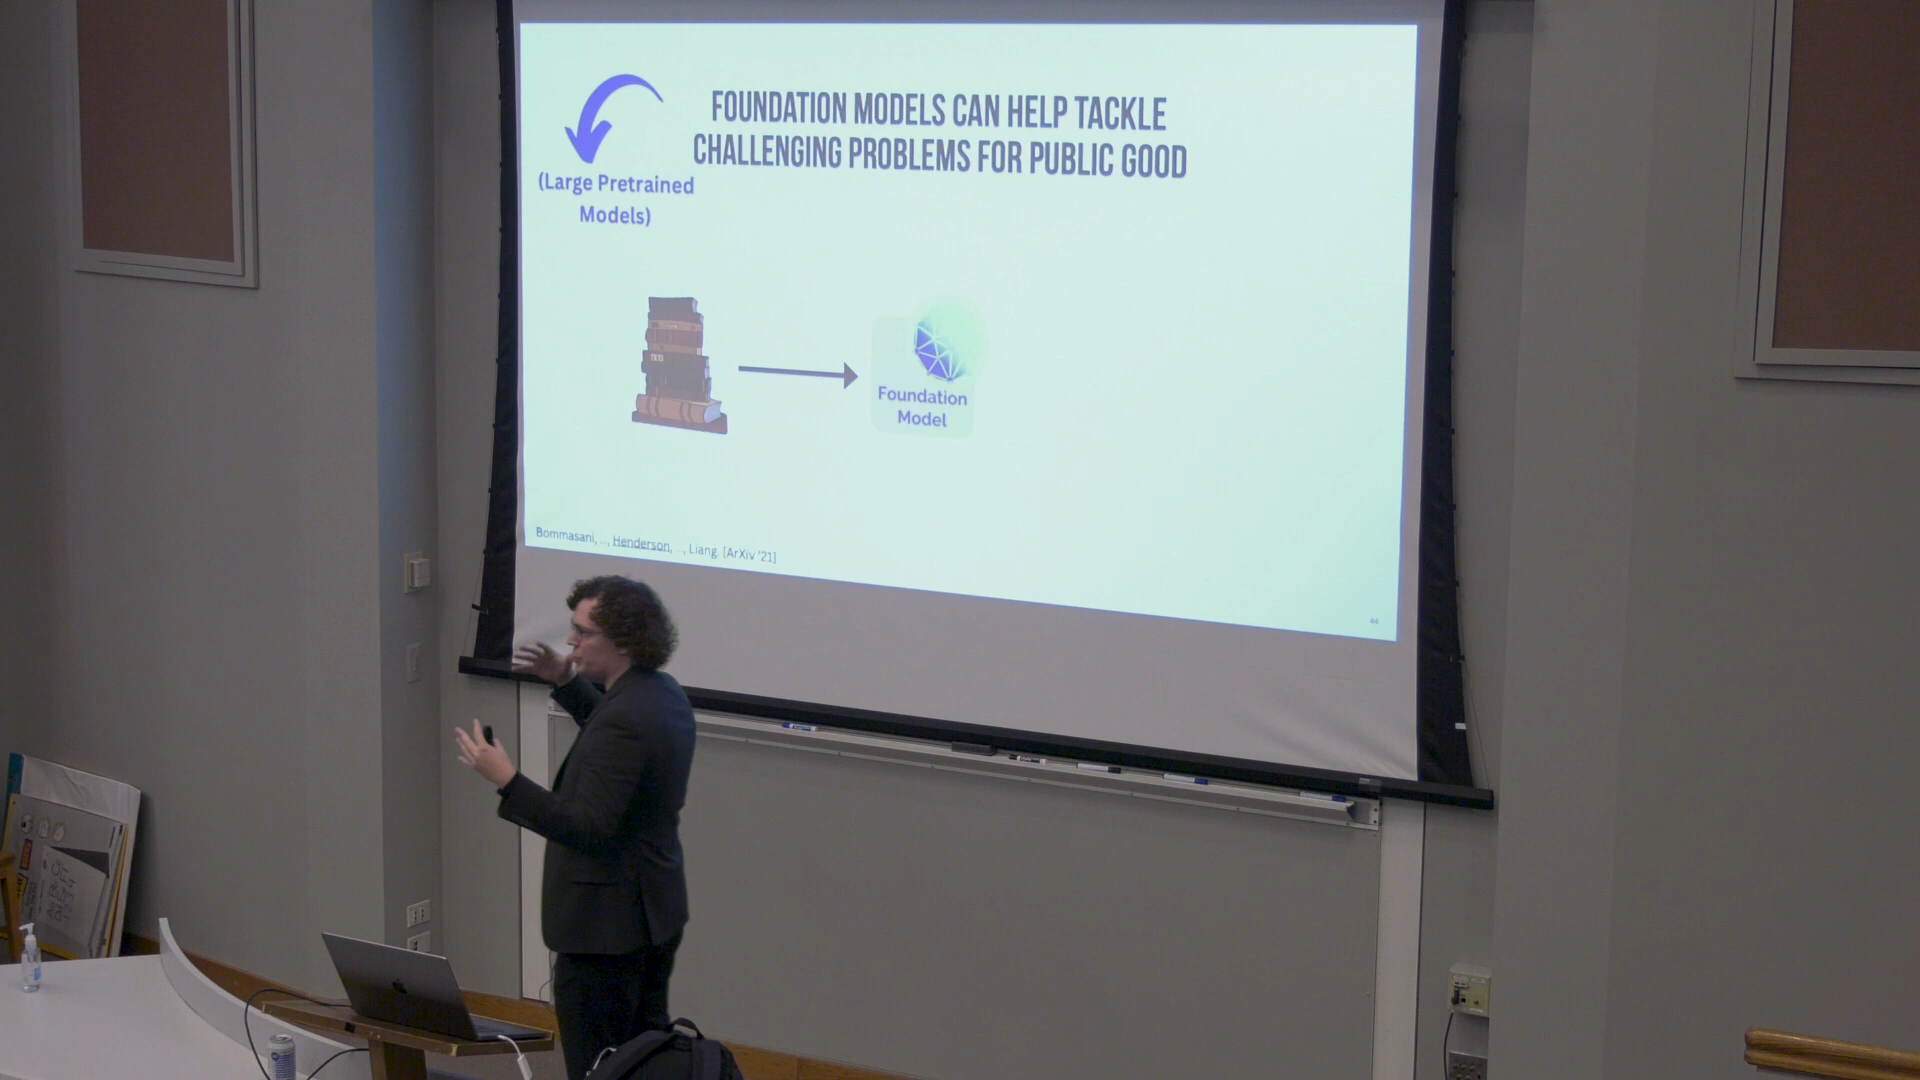 FOUNDATION MODELS CAN HELP TACKLE
CHALLENGING PROBLEMS FOR PUBLIC GOOD
(Large Pretrained
Models)
Foundation
Model
Bommasani, .., Henderson, .., Liang. [ArXiv '21]
44